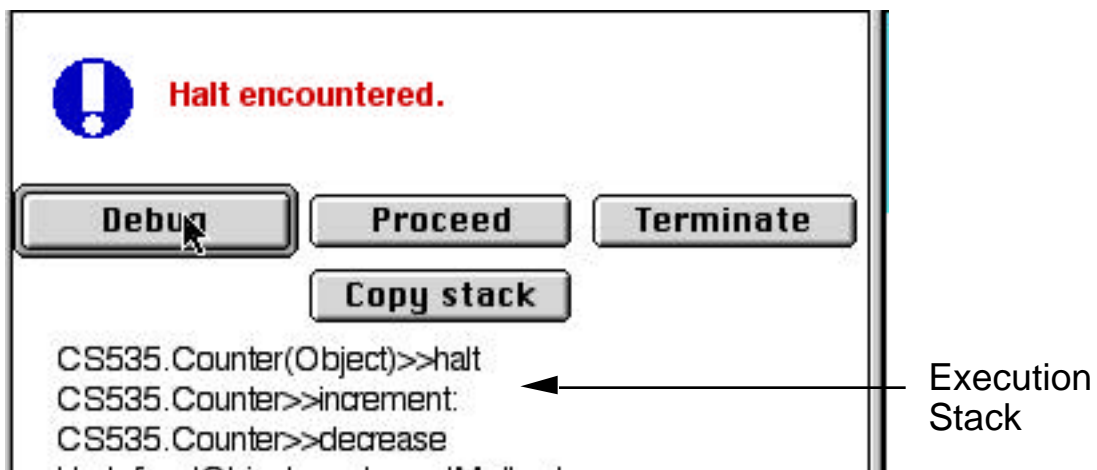 Halt encountered.
Debug Proceed Terminate
Copy stack
CS535.Counter(Object)>>halt
CS535.Counter>>increment:
CS535.Counter>>decrease
Execution
Stack